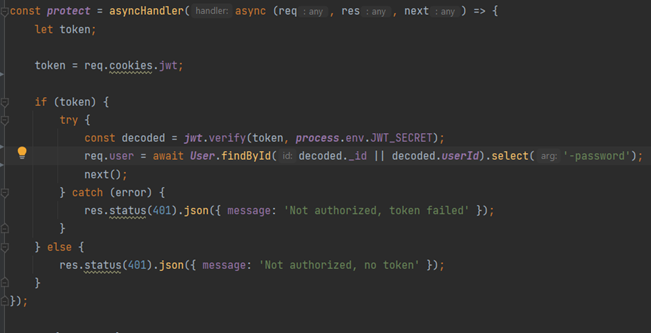 const protect = asyncHandler( handler: async (req : any , res : any , next : any ) => {
let token;
token = req.cookies.jwt;
if (token) {
try {
const decoded = jwt.verify(token, process.env.JWT_SECRET);
req.user = await User.findById( id: decoded._id || decoded.userId).select( arg: '-password');
next();
} catch (error) {
res.status(401).json({ message: 'Not authorized, token failed' });
}
} else {
res.status(401).json({ message: 'Not authorized, no token' });
}
});